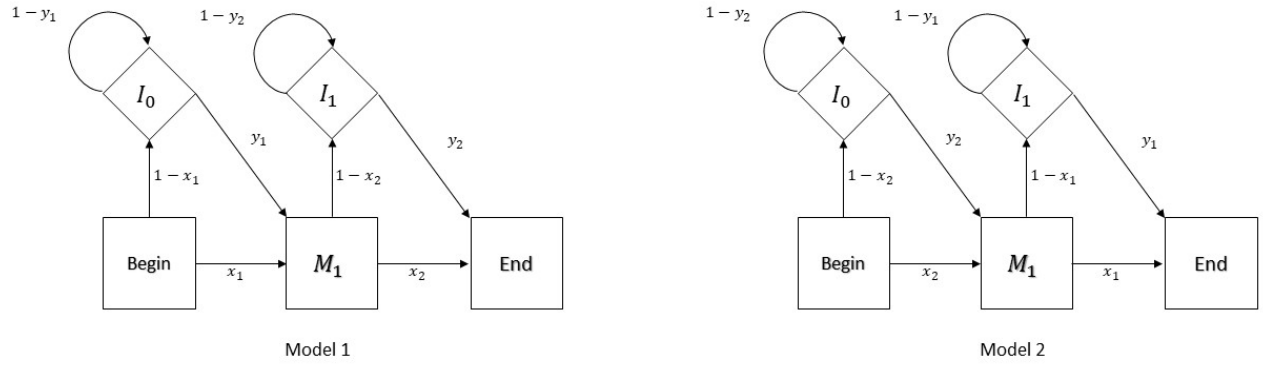 1 − y₁
1 − y₂
1 − y₂
1 − y₁
I₀
I₁
I₀
I₁
y₁
y₂
y₂
y₁
1 − x₁
1 − x₂
1 − x₂
1 − x₁
Begin
x₁
M₁
x₂
End
Begin
x₂
M₁
x₁
End
Model 1
Model 2